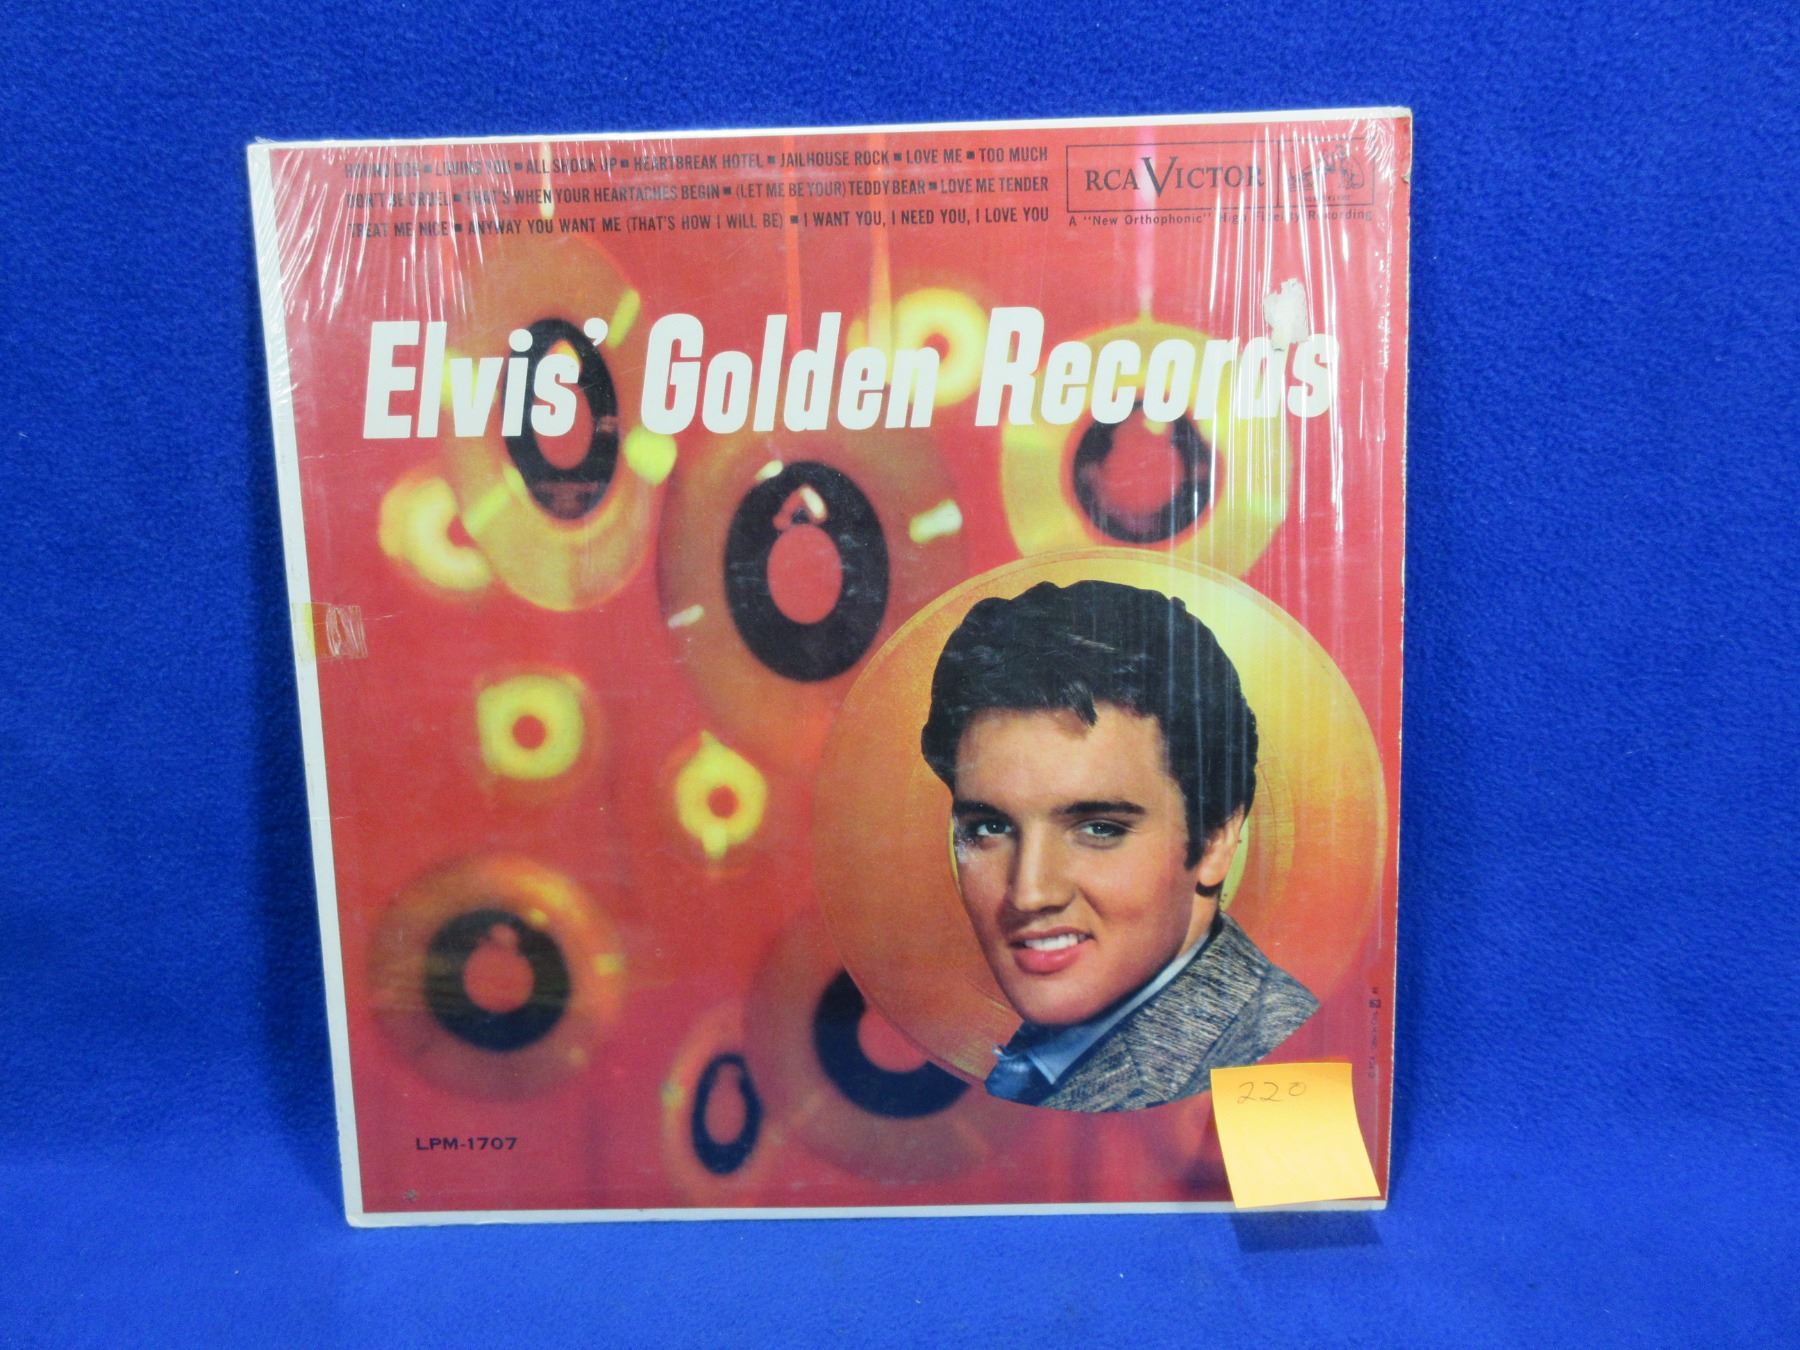 HOUND DOG ▪ LOVING YOU ▪ ALL SHOOK UP ▪ HEARTBREAK HOTEL ▪ JAILHOUSE ROCK ▪ LOVE ME ▪ TOO MUCH
DON'T BE CRUEL ▪ THAT'S WHEN YOUR HEARTACHES BEGIN ▪ (LET ME BE YOUR) TEDDY BEAR ▪ LOVE ME TENDER
TREAT ME NICE ▪ ANYWAY YOU WANT ME (THAT'S HOW I WILL BE) ▪ I WANT YOU, I NEED YOU, I LOVE YOU
RCA VICTOR
A "New Orthophonic" High Fidelity Recording
Elvis' Golden Records
220
LPM-1707